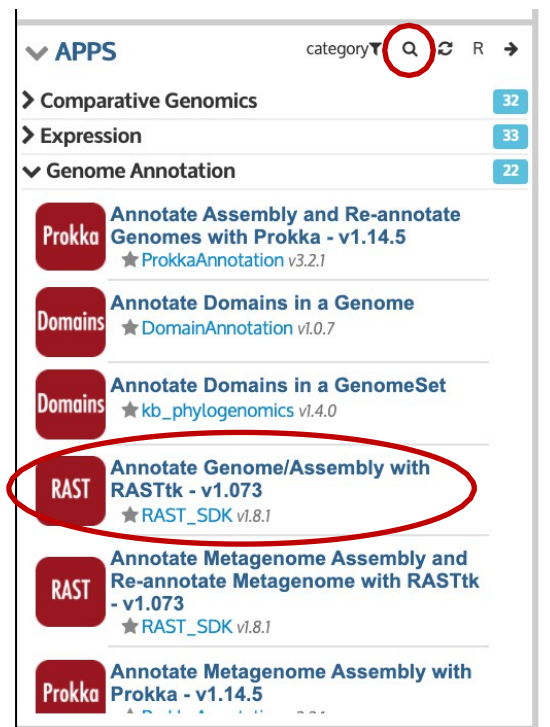 APPS
category R
Comparative Genomics 32
Expression 33
Genome Annotation 22
Prokka
Annotate Assembly and Re-annotate
Genomes with Prokka - v1.14.5
ProkkaAnnotation v3.2.1
Domains
Annotate Domains in a Genome
DomainAnnotation v1.0.7
Domains
Annotate Domains in a GenomeSet
kb_phylogenomics v1.4.0
RAST
Annotate Genome/Assembly with
RASTtk - v1.073
RAST_SDK v1.8.1
RAST
Annotate Metagenome Assembly and
Re-annotate Metagenome with RASTtk
- v1.073
RAST_SDK v1.8.1
Prokka
Annotate Metagenome Assembly with
Prokka - v1.14.5